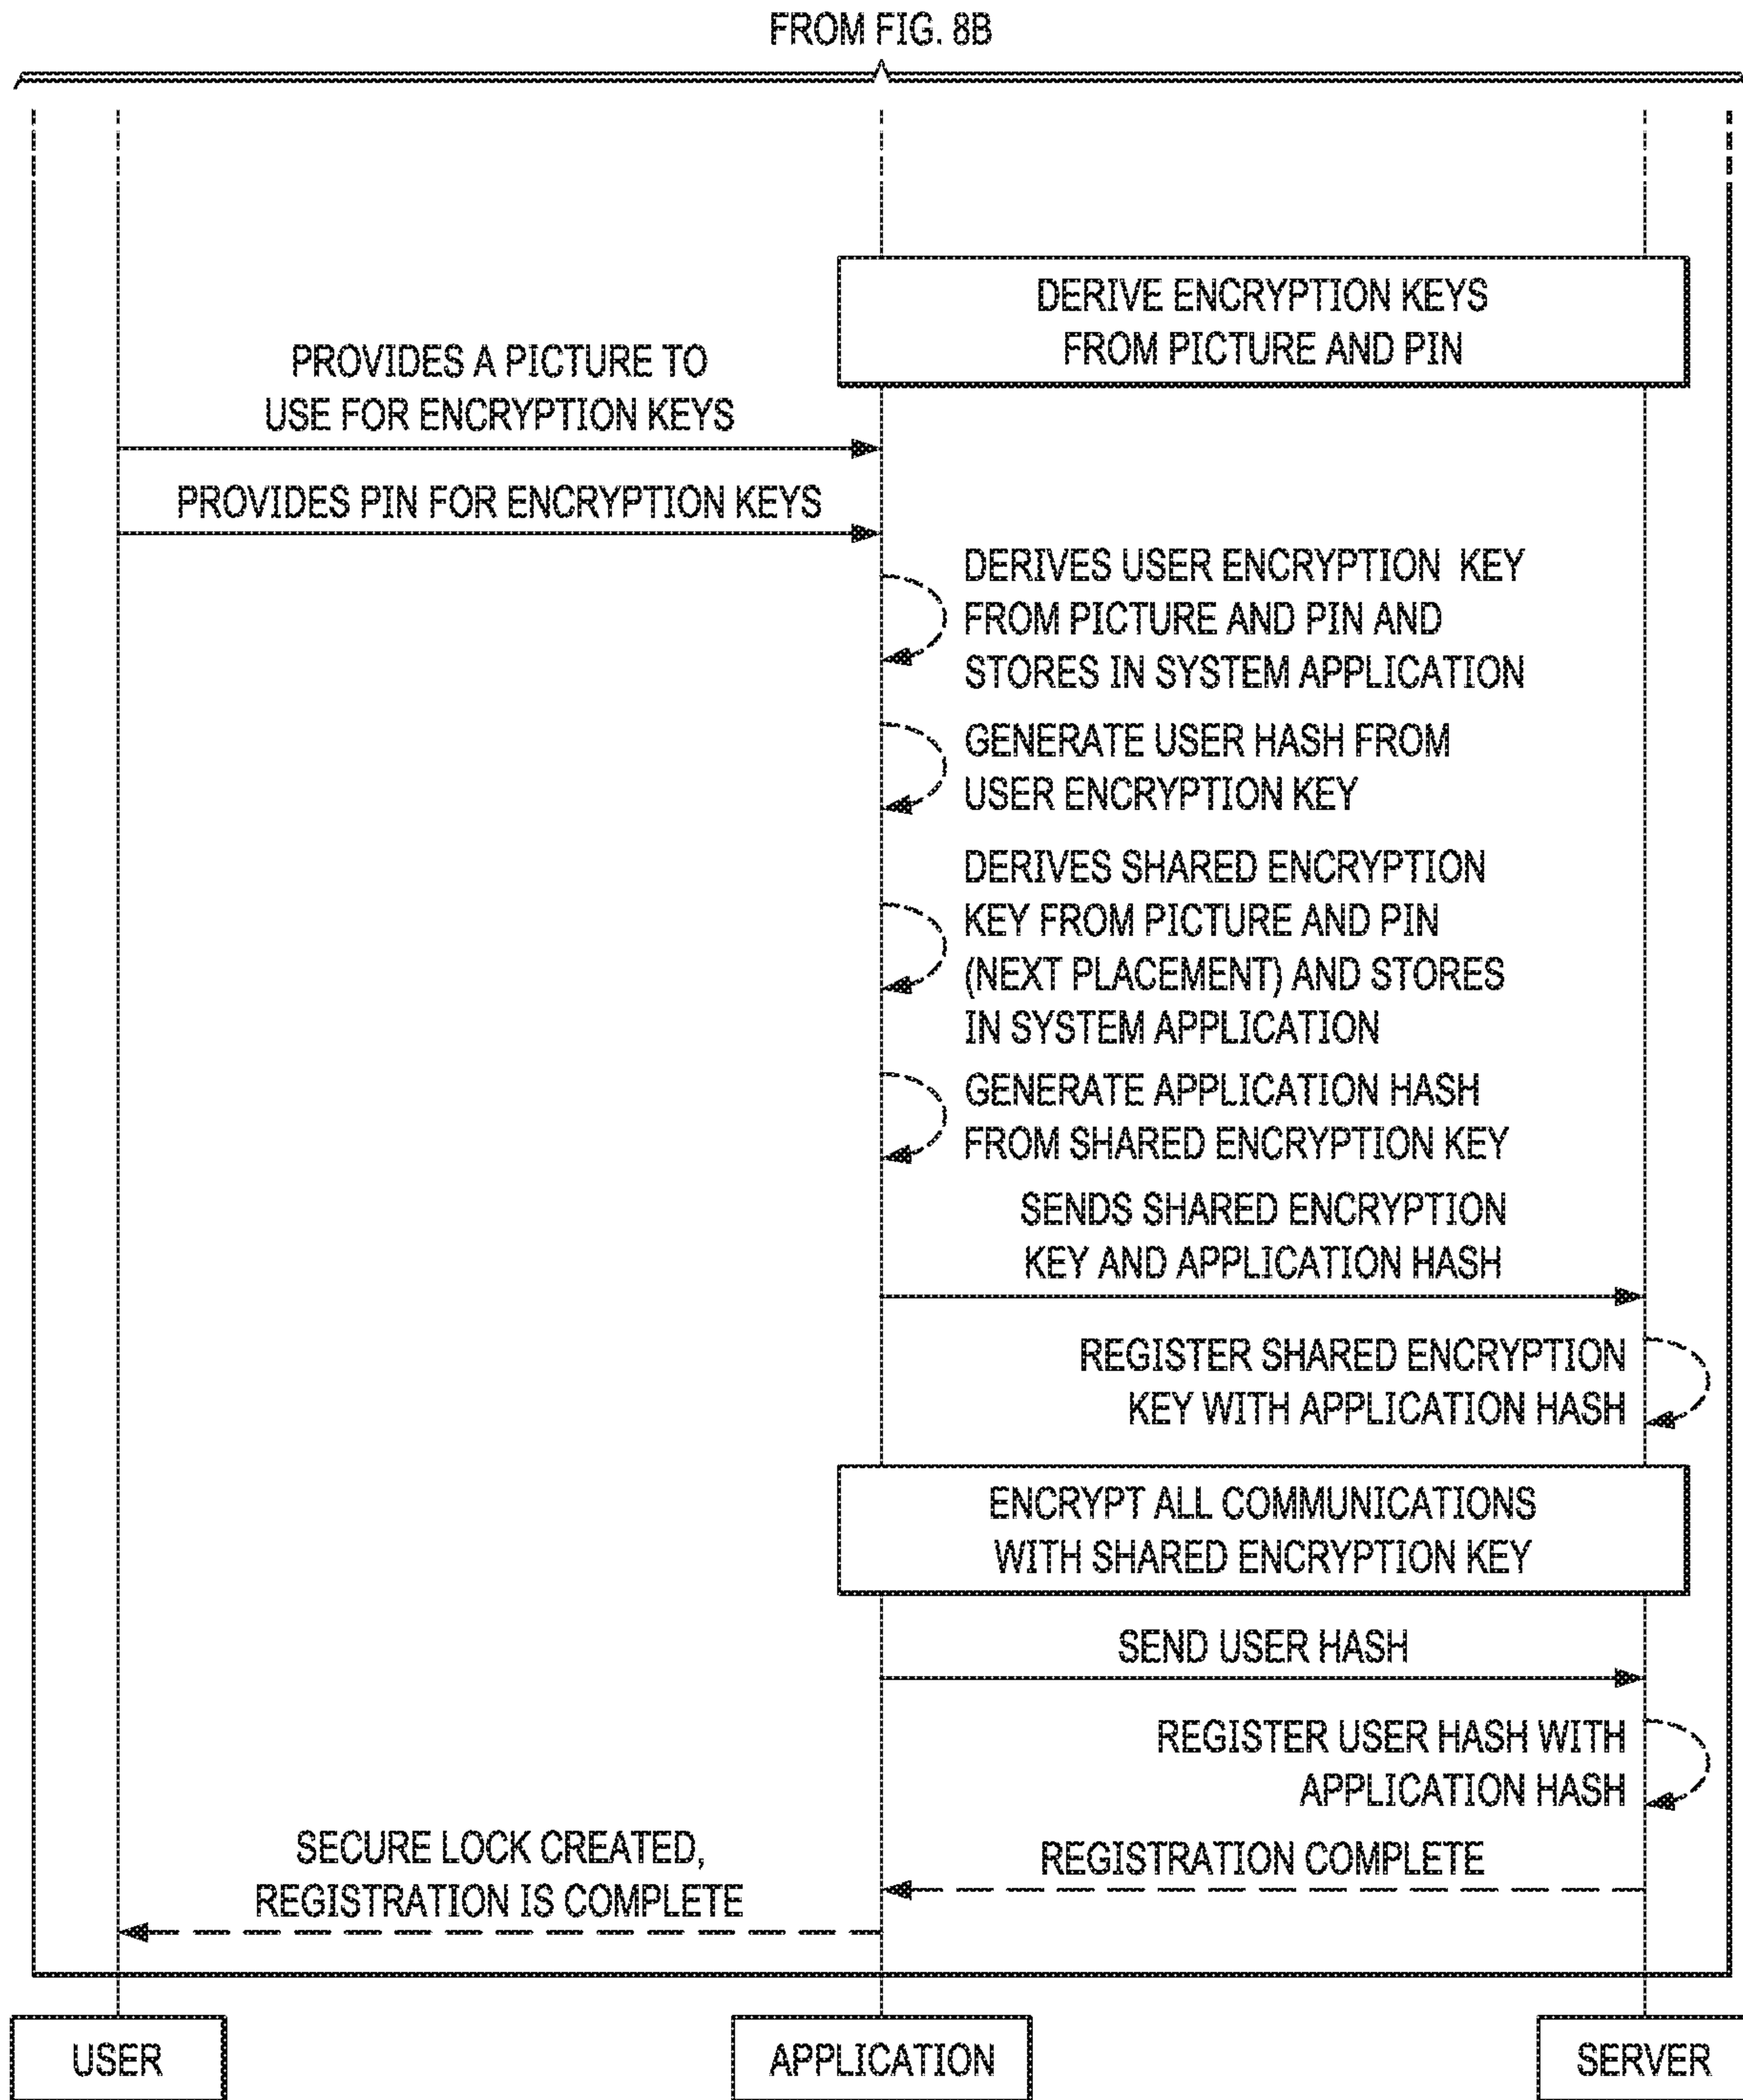 FROM FIG. 8B
DERIVE ENCRYPTION KEYS
FROM PICTURE AND PIN
PROVIDES A PICTURE TO
USE FOR ENCRYPTION KEYS
PROVIDES PIN FOR ENCRYPTION KEYS
DERIVES USER ENCRYPTION KEY
FROM PICTURE AND PIN AND
STORES IN SYSTEM APPLICATION
GENERATE USER HASH FROM
USER ENCRYPTION KEY
DERIVES SHARED ENCRYPTION
KEY FROM PICTURE AND PIN
(NEXT PLACEMENT) AND STORES
IN SYSTEM APPLICATION
GENERATE APPLICATION HASH
FROM SHARED ENCRYPTION KEY
SENDS SHARED ENCRYPTION
KEY AND APPLICATION HASH
REGISTER SHARED ENCRYPTION
KEY WITH APPLICATION HASH
ENCRYPT ALL COMMUNICATIONS
WITH SHARED ENCRYPTION KEY
SEND USER HASH
REGISTER USER HASH WITH
APPLICATION HASH
REGISTRATION COMPLETE
SECURE LOCK CREATED,
REGISTRATION IS COMPLETE
USER
APPLICATION
SERVER